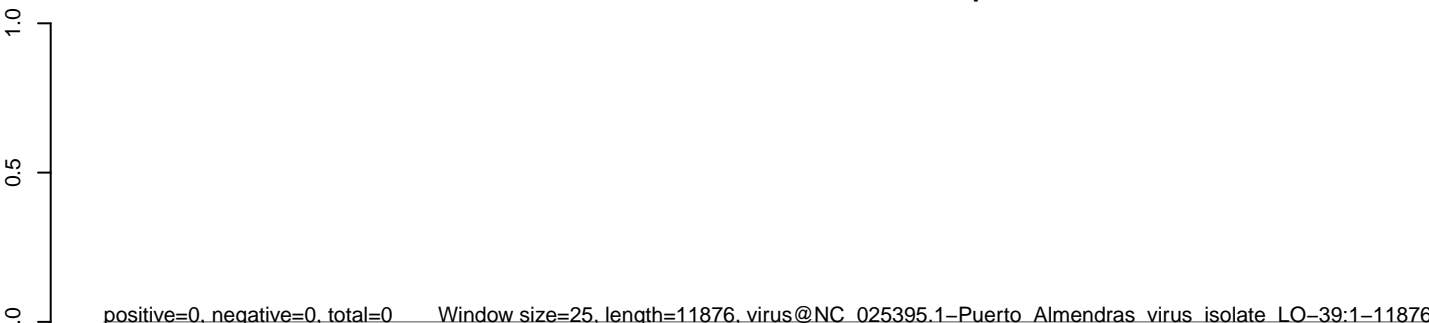 1.0
0.5
.0
positive=0, negative=0, total=0 Window size=25, length=11876, virus@NC_025395.1−Puerto_Almendras_virus_isolate_LO−39:1−11876